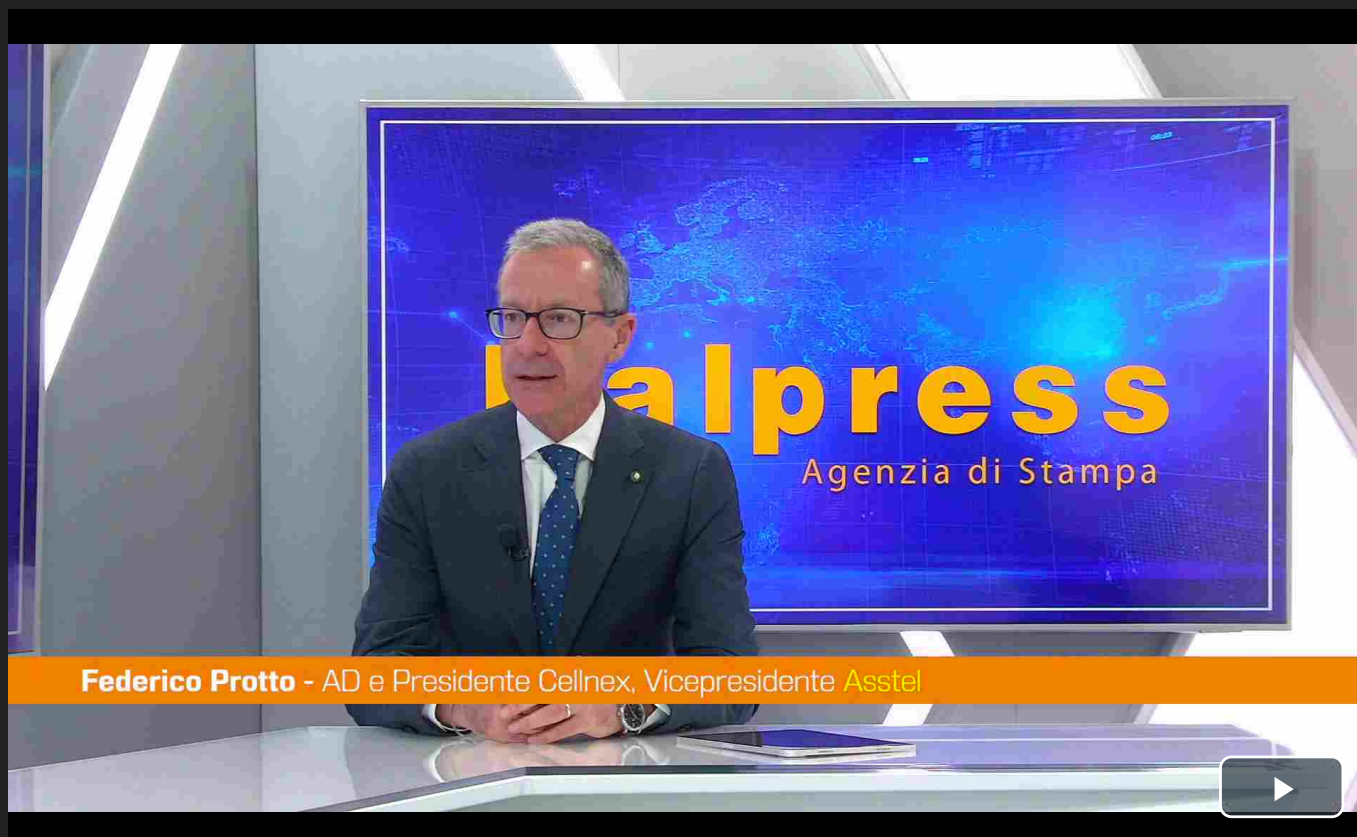 alpress
Agenzia di Stampa
Federico Protto - AD e Presidente Cellnex, Vicepresidente Asstel